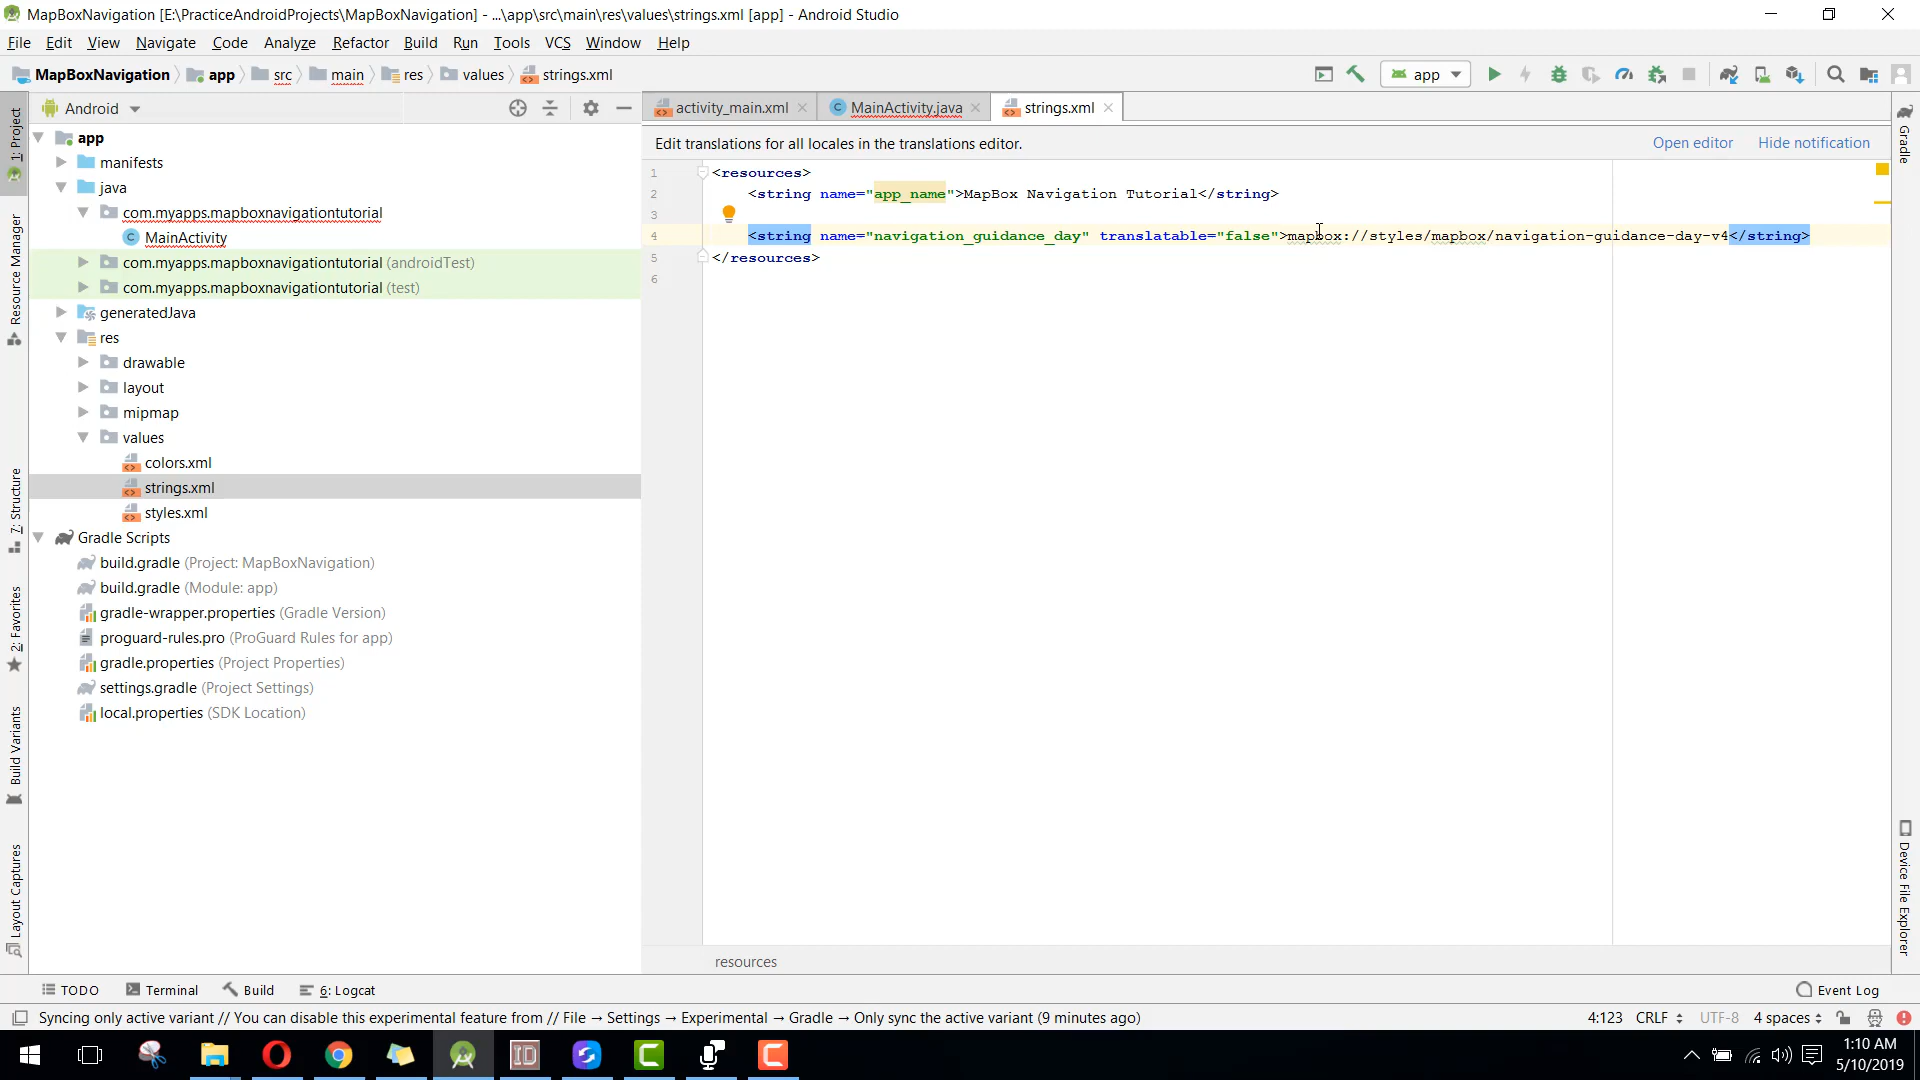 MapBoxNavigation [E:\PracticeAndroidProjects\MapBoxNavigation] - ...\app\src\main\res\values\strings.xml [app] - Android Studio
File Edit View Navigate Code Analyze Refactor Build Run Tools VCS Window Help
MapBoxNavigation app src main res values strings.xml
app
Android
activity_main.xml MainActivity.java strings.xml
Edit translations for all locales in the translations editor.
Open editor Hide notification
1: Project
Resource Manager
7: Structure
2: Favorites
Build Variants
Layout Captures
app
manifests
java
com.myapps.mapboxnavigationtutorial
MainActivity
com.myapps.mapboxnavigationtutorial (androidTest)
com.myapps.mapboxnavigationtutorial (test)
generatedJava
res
drawable
layout
mipmap
values
colors.xml
strings.xml
styles.xml
Gradle Scripts
build.gradle (Project: MapBoxNavigation)
build.gradle (Module: app)
gradle-wrapper.properties (Gradle Version)
proguard-rules.pro (ProGuard Rules for app)
gradle.properties (Project Properties)
settings.gradle (Project Settings)
local.properties (SDK Location)
1 <resources>
2 <string name="app_name">MapBox Navigation Tutorial</string>
3
4 <string name="navigation_guidance_day" translatable="false">mapbox://styles/mapbox/navigation-guidance-day-v4</string>
5 </resources>
6
resources
Gradle
Device File Explorer
TODO Terminal Build 6: Logcat Event Log
Syncing only active variant // You can disable this experimental feature from // File → Settings → Experimental → Gradle → Only sync the active variant (9 minutes ago)
4:123 CRLF UTF-8 4 spaces
1:10 AM
5/10/2019